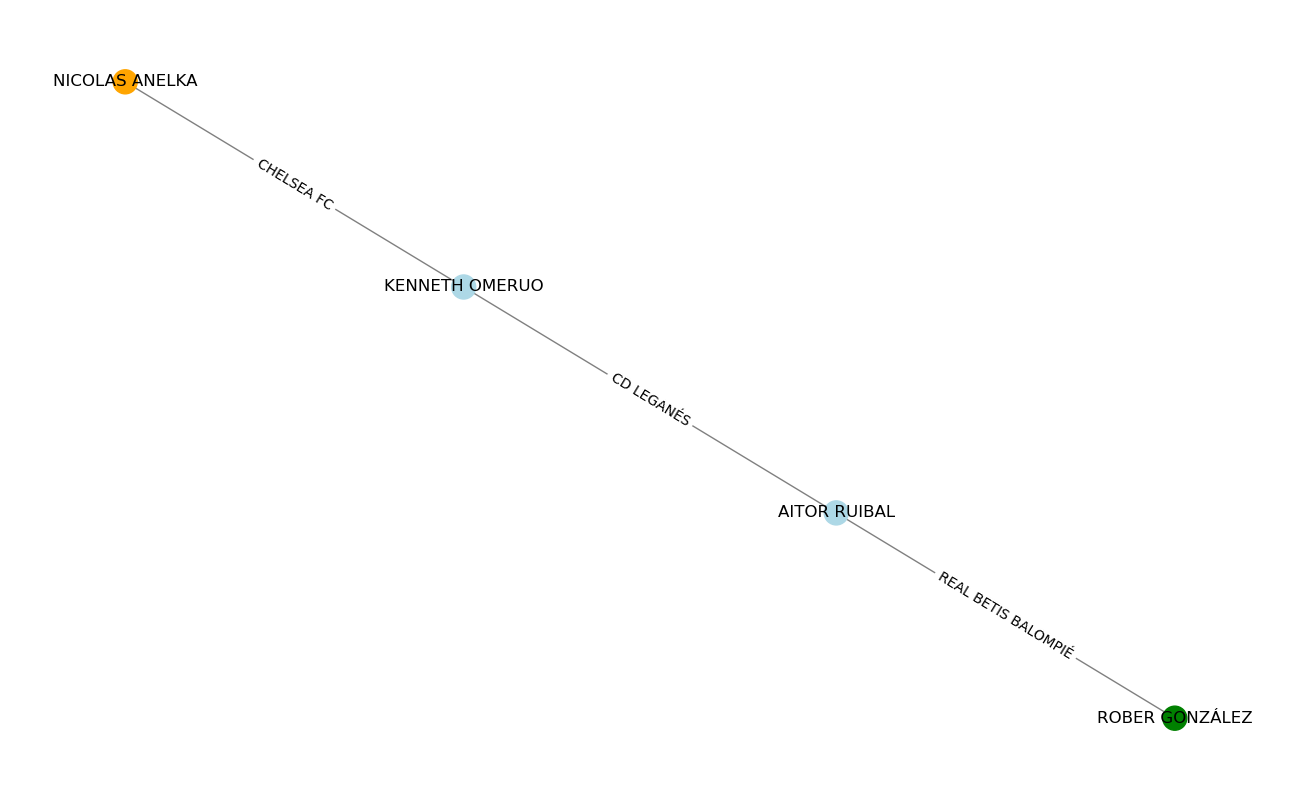 NICOLAS ANELKA
CHELSEA FC
KENNETH OMERUO
CD LEGANÉS
AITOR RUIBAL
REAL BETIS BALOMPIÉ
ROBER GONZÁLEZ